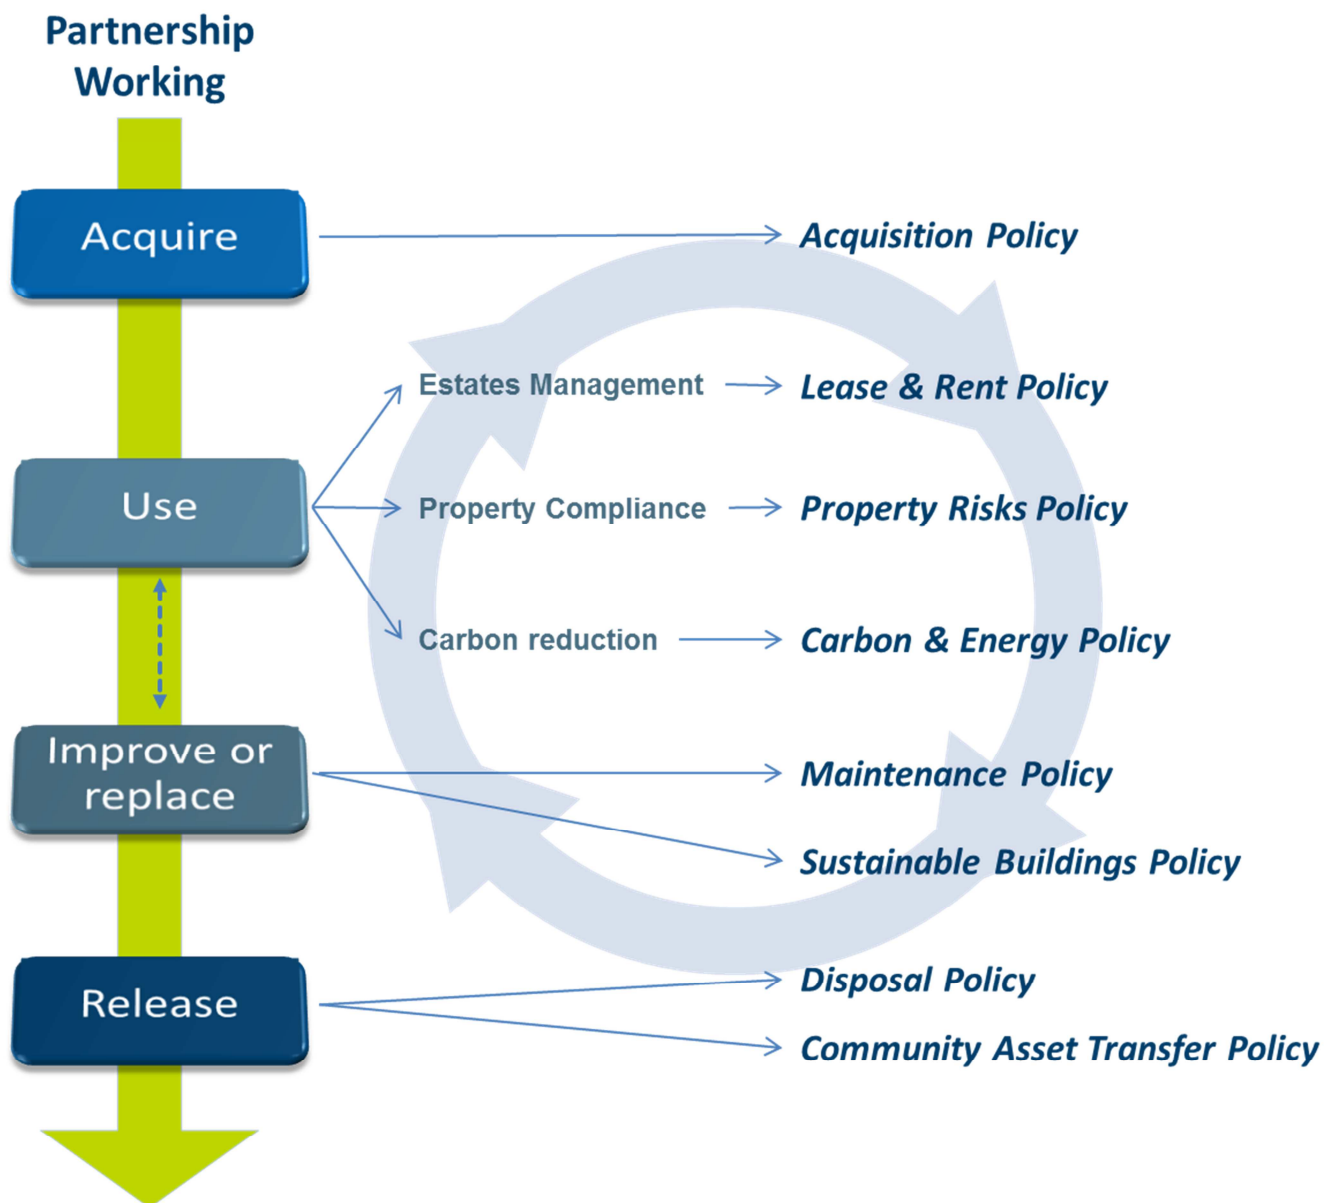 Partnership
Working
Acquire
Acquisition Policy
Estates Management
Lease & Rent Policy
Use
Property Compliance
Property Risks Policy
Carbon reduction
Carbon & Energy Policy
Improve or
replace
Maintenance Policy
Sustainable Buildings Policy
Release
Disposal Policy
Community Asset Transfer Policy